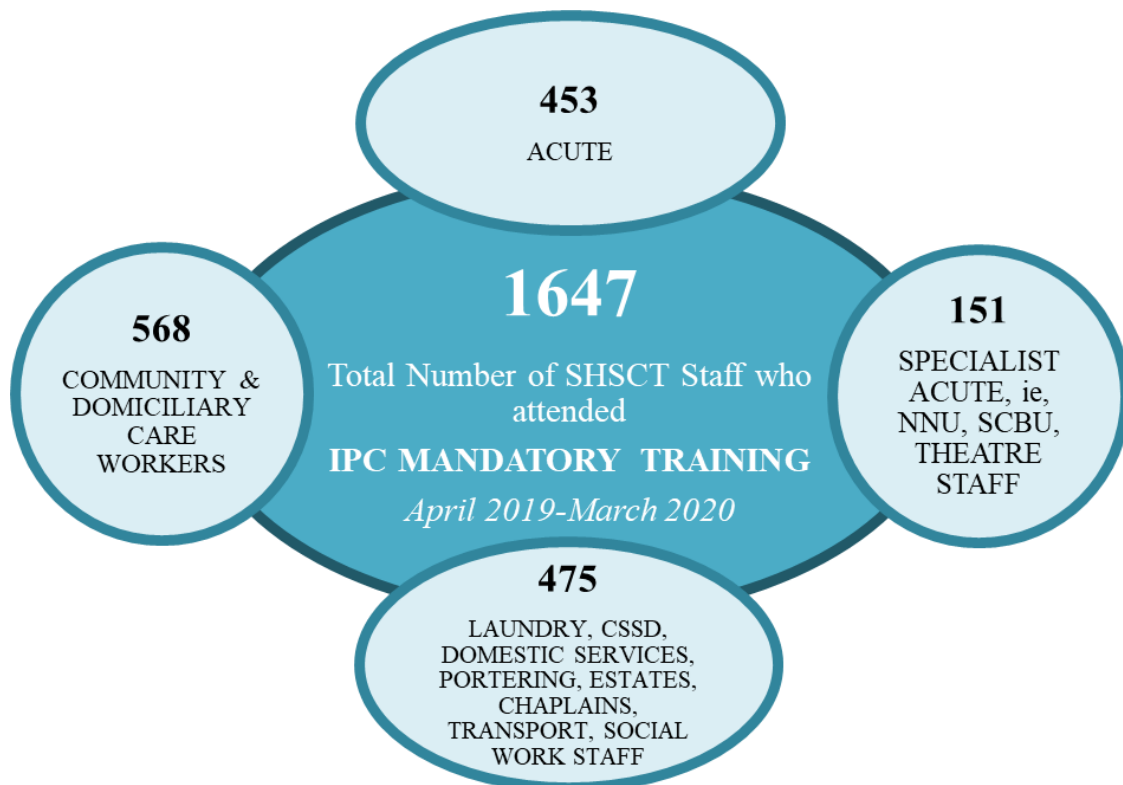 453
ACUTE
1647
Total Number of SHSCT Staff who
attended
IPC MANDATORY TRAINING
April 2019-March 2020
568
COMMUNITY &
DOMICILIARY
CARE
WORKERS
151
SPECIALIST
ACUTE, ie,
NNU, SCBU,
THEATRE
STAFF
475
LAUNDRY, CSSD,
DOMESTIC SERVICES,
PORTERING, ESTATES,
CHAPLAINS,
TRANSPORT, SOCIAL
WORK STAFF